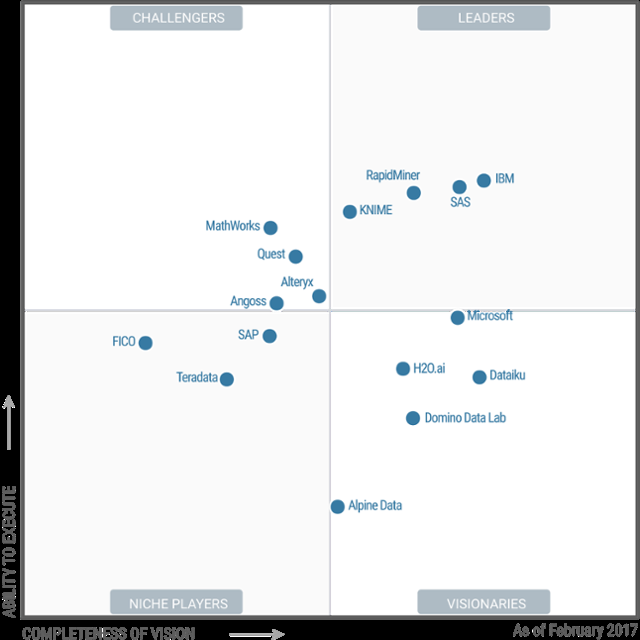 CHALLENGERS
LEADERS
RapidMiner
IBM
SAS
KNIME
MathWorks
Quest
Alteryx
Angoss
Microsoft
SAP
FICO
Teradata
H2O.ai
Dataiku
Domino Data Lab
Alpine Data
ABILITY TO EXECUTE
NICHE PLAYERS
VISIONARIES
COMPLETENESS OF VISION
As of February 2017